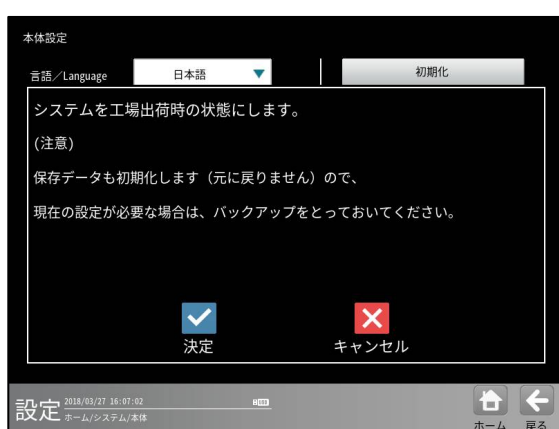 本体設定
言語／Language 日本語 初期化
システムを工場出荷時の状態にします。
(注意)
保存データも初期化します（元に戻りません）ので、
現在の設定が必要な場合は、バックアップをとっておいてください。
決定 キャンセル
設定 2018/03/27 16:07:02
ホーム/システム/本体
ホーム 戻る